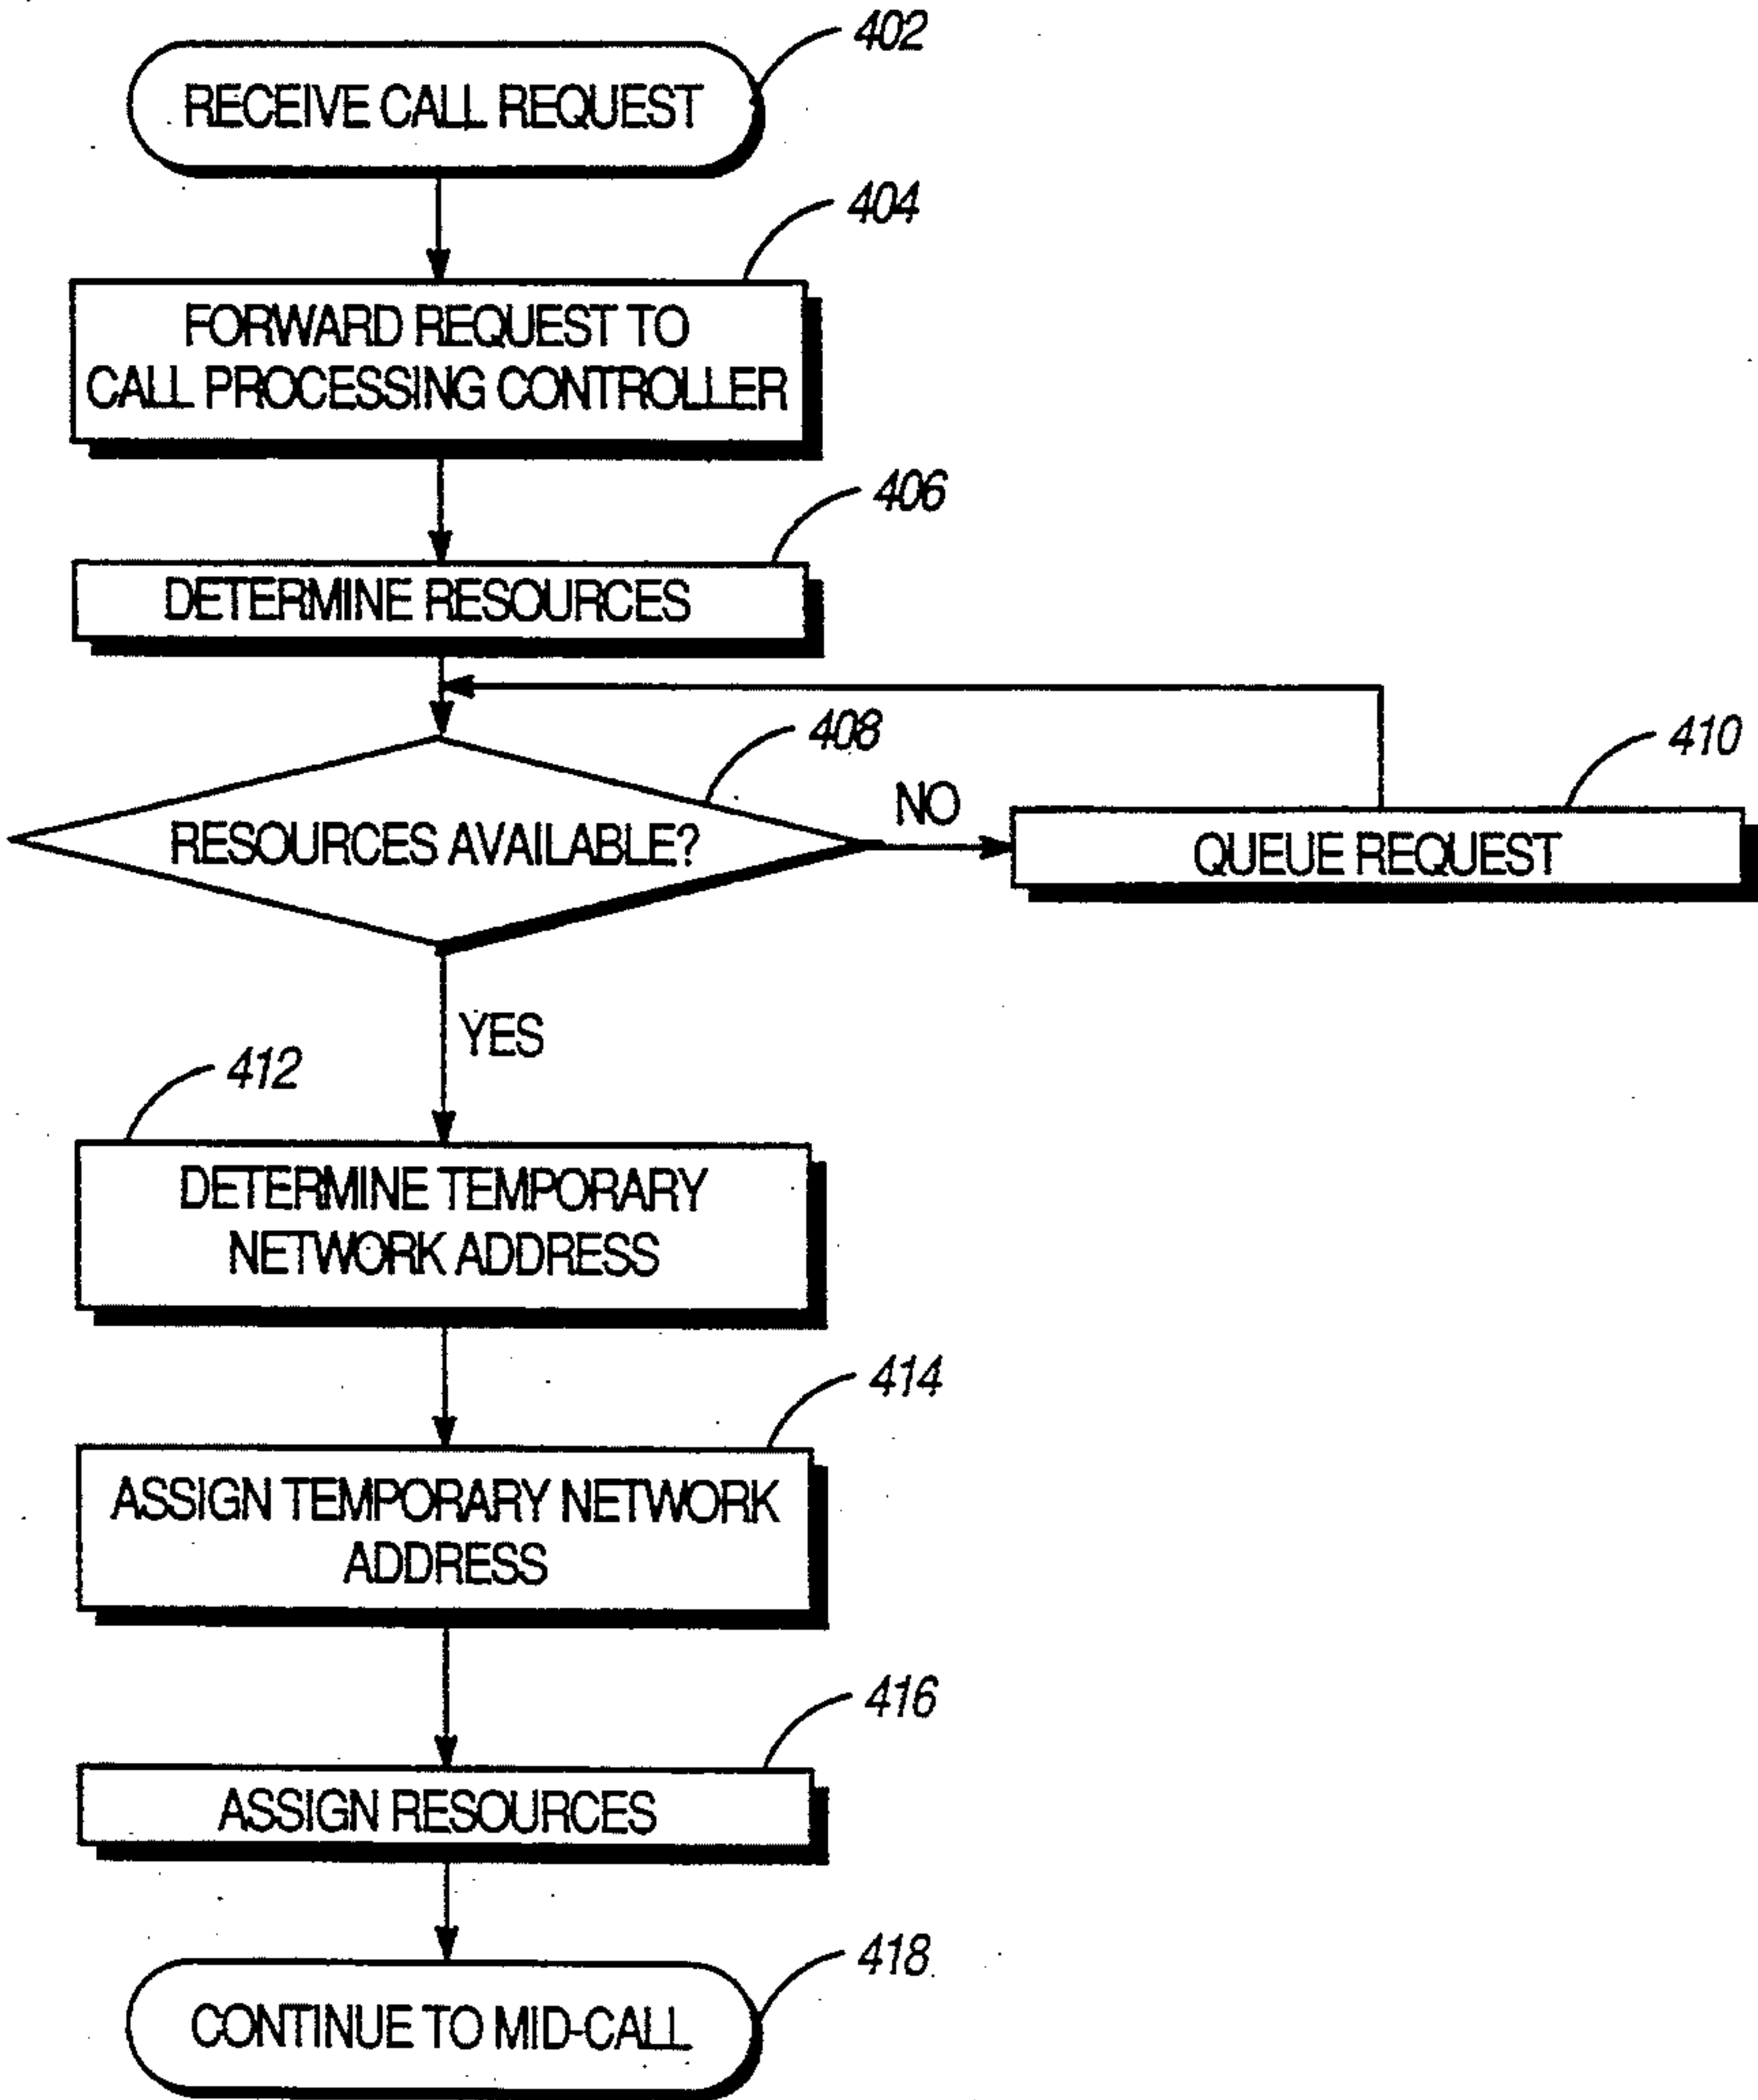 402
RECEIVE CALL REQUEST
404
FORWARD REQUEST TO
CALL PROCESSING CONTROLLER
406
DETERMINE RESOURCES
408
RESOURCES AVAILABLE?
NO
410
QUEUE REQUEST
YES
412
DETERMINE TEMPORARY
NETWORK ADDRESS
414
ASSIGN TEMPORARY NETWORK
ADDRESS
416
ASSIGN RESOURCES
418
CONTINUE TO MID-CALL